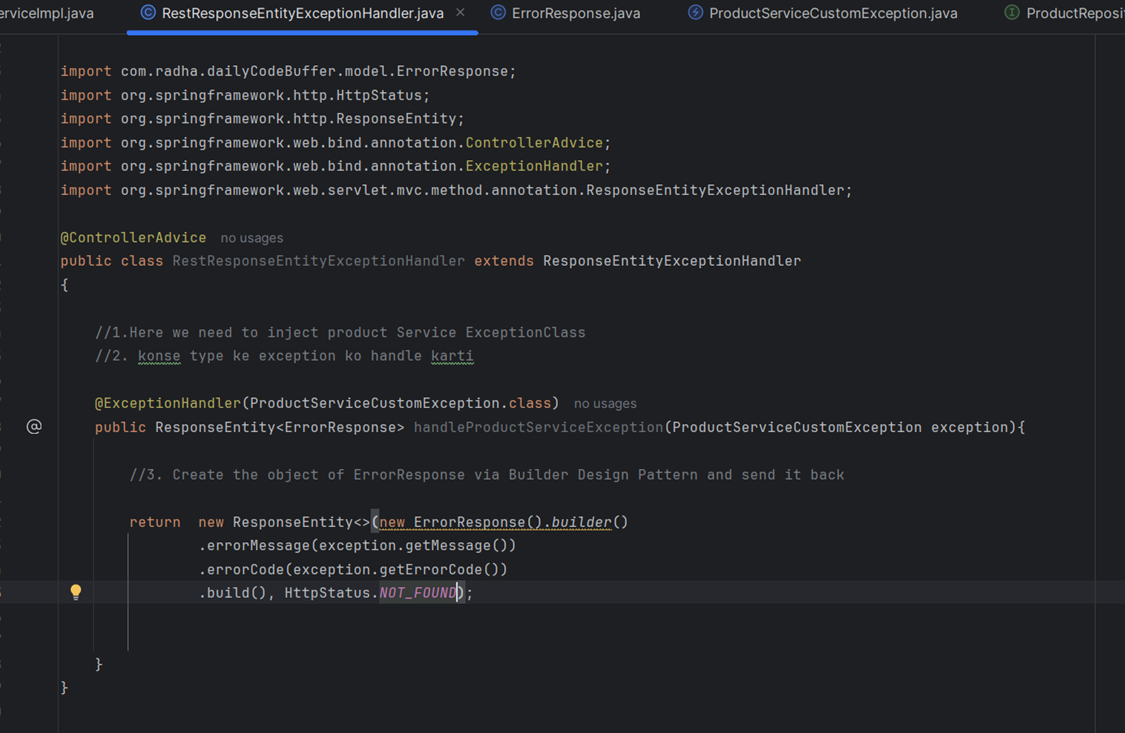 erviceImpl.java RestResponseEntityExceptionHandler.java ErrorResponse.java ProductServiceCustomException.java ProductReposi
import com.radha.dailyCodeBuffer.model.ErrorResponse;
import org.springframework.http.HttpStatus;
import org.springframework.http.ResponseEntity;
import org.springframework.web.bind.annotation.ControllerAdvice;
import org.springframework.web.bind.annotation.ExceptionHandler;
import org.springframework.web.servlet.mvc.method.annotation.ResponseEntityExceptionHandler;
@ControllerAdvice no usages
public class RestResponseEntityExceptionHandler extends ResponseEntityExceptionHandler
{
//1.Here we need to inject product Service ExceptionClass
//2. konse type ke exception ko handle karti
@ExceptionHandler(ProductServiceCustomException.class) no usages
public ResponseEntity<ErrorResponse> handleProductServiceException(ProductServiceCustomException exception){
//3. Create the object of ErrorResponse via Builder Design Pattern and send it back
return  new ResponseEntity<>(new ErrorResponse().builder()
.errorMessage(exception.getMessage())
.errorCode(exception.getErrorCode())
.build(), HttpStatus.NOT_FOUND);
}
}